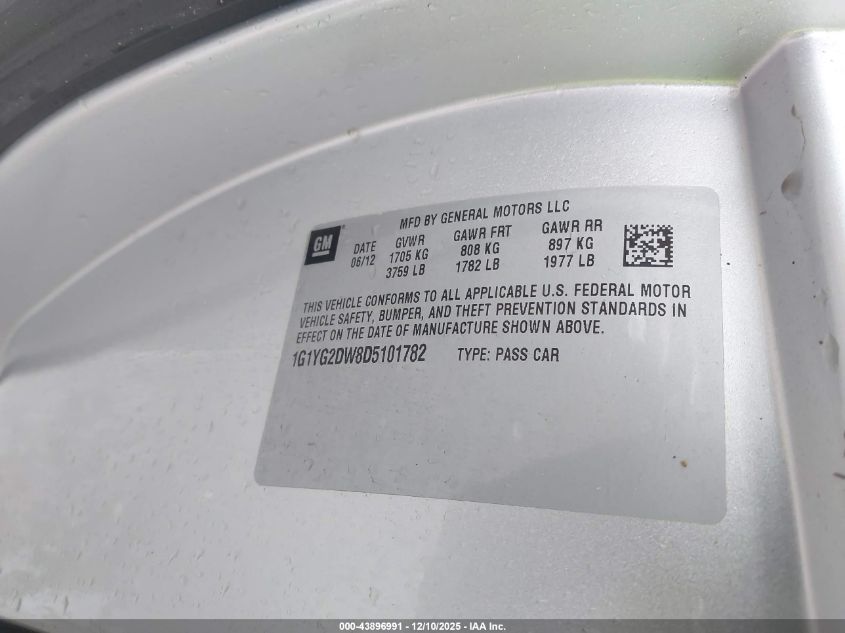 MFD BY GENERAL MOTORS LLC
GM ®
DATE GVWR GAWR FRT GAWR RR
06/12 1705 KG 808 KG 897 KG
3759 LB 1782 LB 1977 LB
THIS VEHICLE CONFORMS TO ALL APPLICABLE U.S. FEDERAL MOTOR
VEHICLE SAFETY, BUMPER, AND THEFT PREVENTION STANDARDS IN
EFFECT ON THE DATE OF MANUFACTURE SHOWN ABOVE.
1G1YG2DW8D5101782 TYPE: PASS CAR
000-43896991 - 12/10/2025 - IAA Inc.